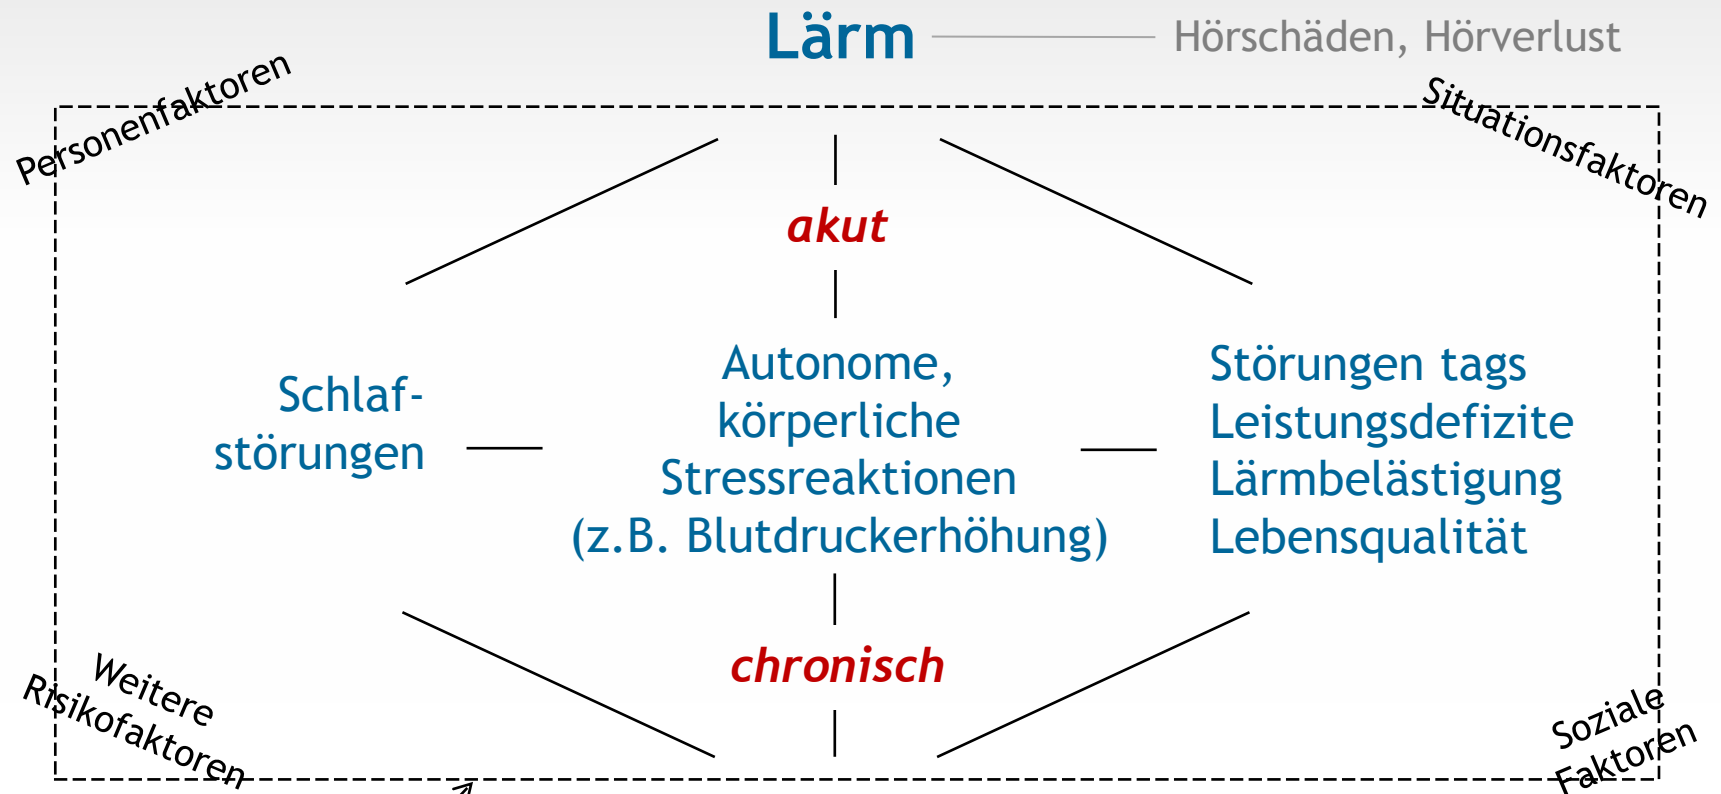 Lärm
Hörschäden, Hörverlust
Personenfaktoren
Situationsfaktoren
akut
Schlaf-
störungen
Autonome,
körperliche
Stressreaktionen
(z.B. Blutdruckerhöhung)
Störungen tags
Leistungsdefizite
Lärmbelästigung
Lebensqualität
chronisch
Weitere
Risikofaktoren
Soziale
Faktoren